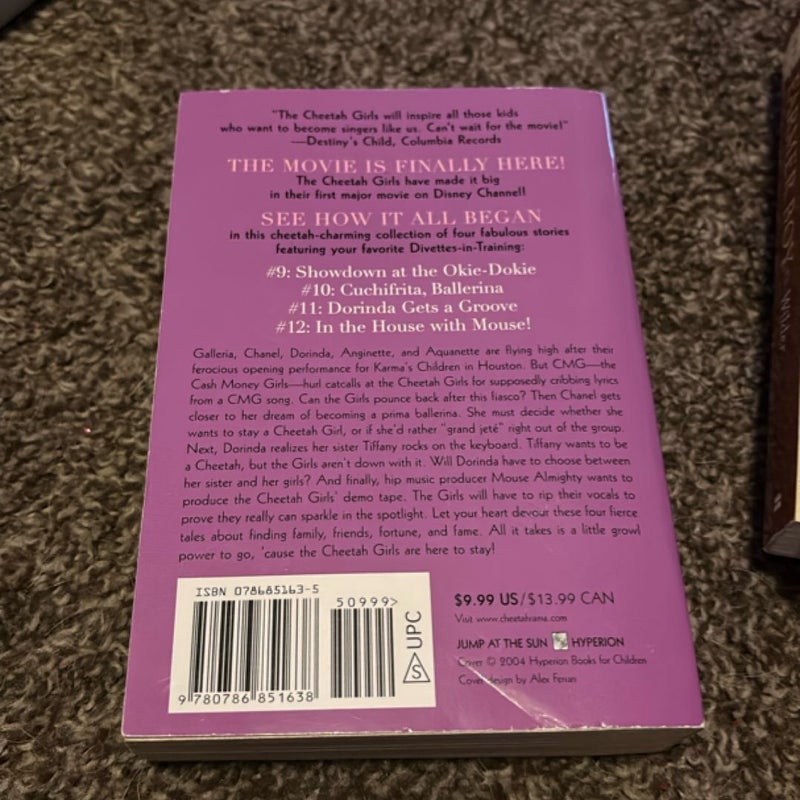 "The Cheetah Girls will inspire all those kids
who want to become singers like us. Can't wait for the movie!"
—Destiny's Child, Columbia Records
THE MOVIE IS FINALLY HERE!
The Cheetah Girls have made it big
in their first major movie on Disney Channel!
SEE HOW IT ALL BEGAN
in this cheetah-charming collection of four fabulous stories
featuring your favorite Divettes-in-Training:
#9: Showdown at the Okie-Dokie
#10: Cuchifrita, Ballerina
#11: Dorinda Gets a Groove
#12: In the House with Mouse!
Galleria, Chanel, Dorinda, Anginette, and Aquanette are flying high after their
ferocious opening performance for Karma's Children in Houston. But CMG—the
Cash Money Girls—hurl catcalls at the Cheetah Girls for supposedly cribbing lyrics
from a CMG song. Can the Girls pounce back after this fiasco? Then Chanel gets
closer to her dream of becoming a prima ballerina. She must decide whether she
wants to stay a Cheetah Girl, or if she'd rather "grand jeté" right out of the group.
Next, Dorinda realizes her sister Tiffany rocks on the keyboard. Tiffany wants to be
a Cheetah, but the Girls aren't down with it. Will Dorinda have to choose between
her sister and her girls? And finally, hip music producer Mouse Almighty wants to
produce the Cheetah Girls' demo tape. The Girls will have to rip their vocals to
prove they really can sparkle in the spotlight. Let your heart devour these four fierce
tales about finding family, friends, fortune, and fame. All it takes is a little growl
power to go, 'cause the Cheetah Girls are here to stay!
ISBN 078685163-5
50999>
9 780786 851638
S UPC
$9.99 US/$13.99 CAN
Visit www.cheetahrama.com
JUMP AT THE SUN HYPERION
Cover © 2004 Hyperion Books for Children
Cover design by Alex Ferrari
Wilder